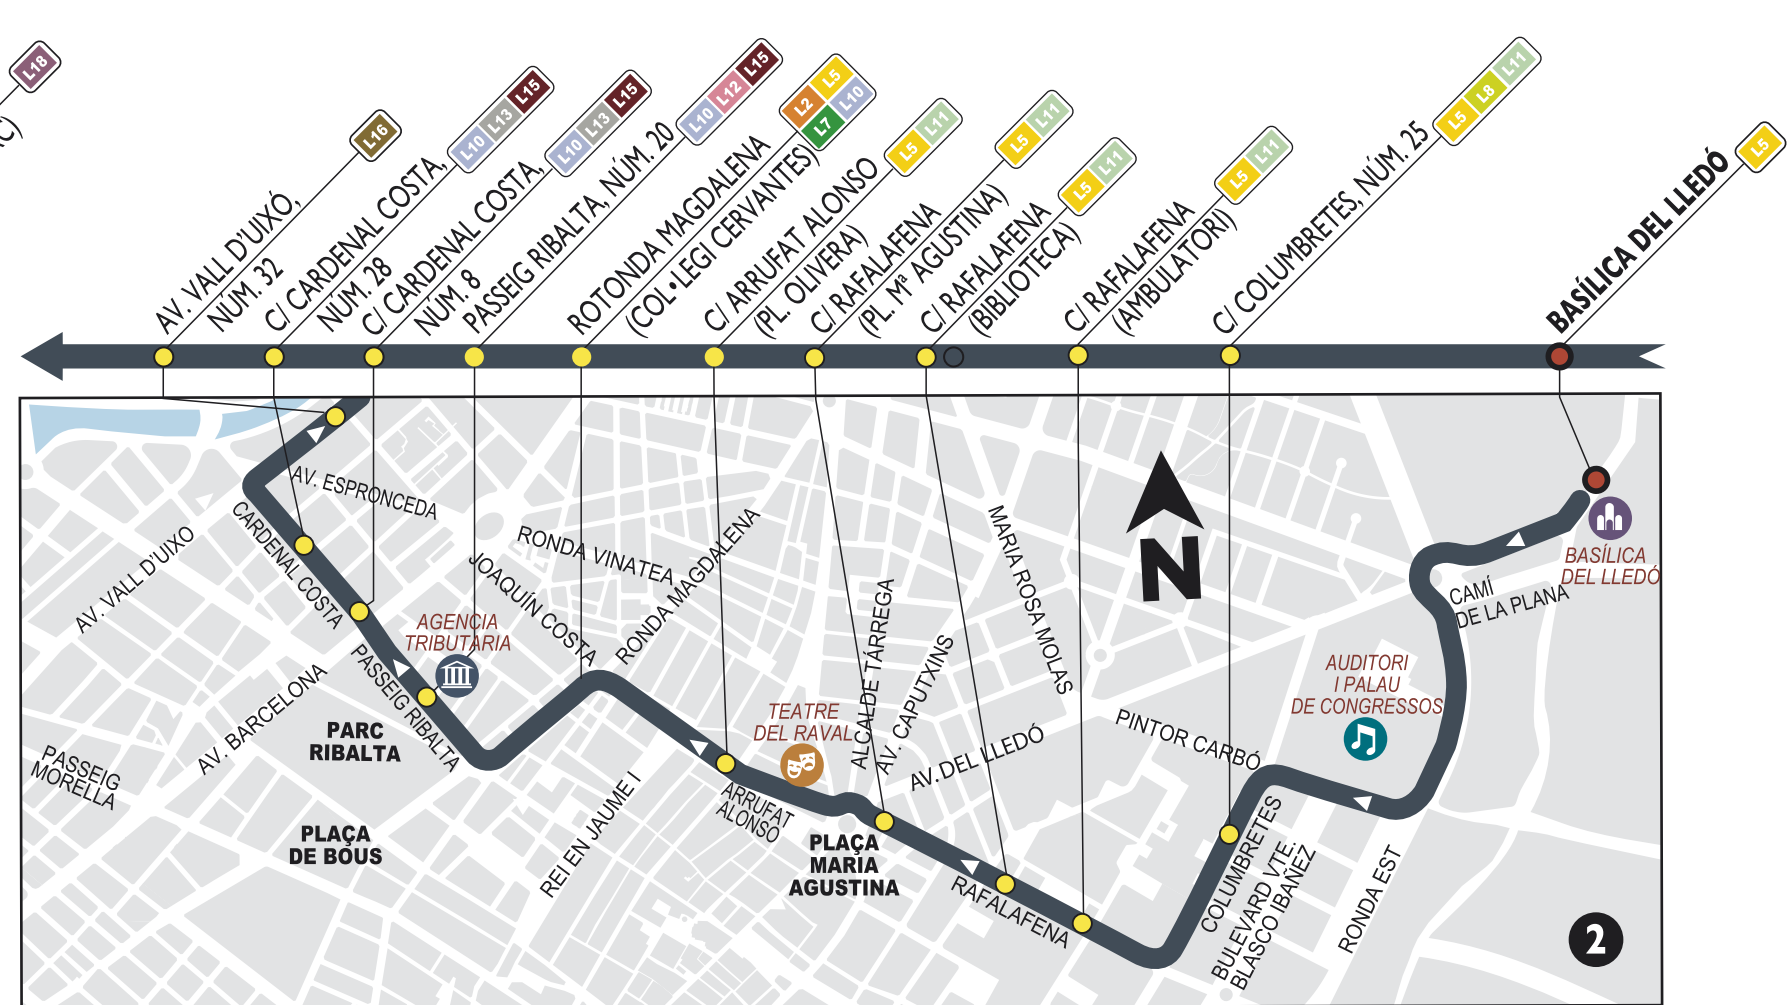 L18
C)
L16
AV. VALL D'UIXÓ,
NÚM. 32
L10 L13 L15
C/ CARDENAL COSTA,
NÚM. 28
L10 L13 L15
C/ CARDENAL COSTA,
NÚM. 8
L10 L12 L15
PASSEIG RIBALTA, NÚM. 20
L2 L5
L7 L10
ROTONDA MAGDALENA
(COL•LEGI CERVANTES)
L5 L11
C/ ARRUFAT ALONSO
(PL. OLIVERA)
L5 L11
C/ RAFALAFENA
(PL. Mª AGUSTINA)
L5 L11
C/ RAFALAFENA
(BIBLIOTECA)
L5 L11
C/ RAFALAFENA
(AMBULATORI)
L5 L8 L11
C/ COLUMBRETES, NÚM. 25
L5
BASÍLICA DEL LLEDÓ
AV. ESPRONCEDA
CARDENAL COSTA
AV. VALL D'UIXO
AV. BARCELONA
PASSEIG
MORELLA
PASSEIG RIBALTA
AGENCIA
TRIBUTARIA
PARC
RIBALTA
PLAÇA
DE BOUS
JOAQUÍN COSTA
RONDA VINATEA
RONDA MAGDALENA
REI EN JAUME I
TEATRE
DEL RAVAL
ARRUFAT
ALONSO
PLAÇA
MARIA
AGUSTINA
ALCALDE TÁRREGA
AV. CAPUTXINS
AV. DEL LLEDÓ
MARIA ROSA MOLAS
RAFALAFENA
N
PINTOR CARBÓ
COLUMBRETES
BULEVARD VTE.
BLASCO IBAÑEZ
RONDA EST
AUDITORI
I PALAU
DE CONGRESSOS
CAMÍ
DE LA PLANA
BASÍLICA
DEL LLEDÓ
2